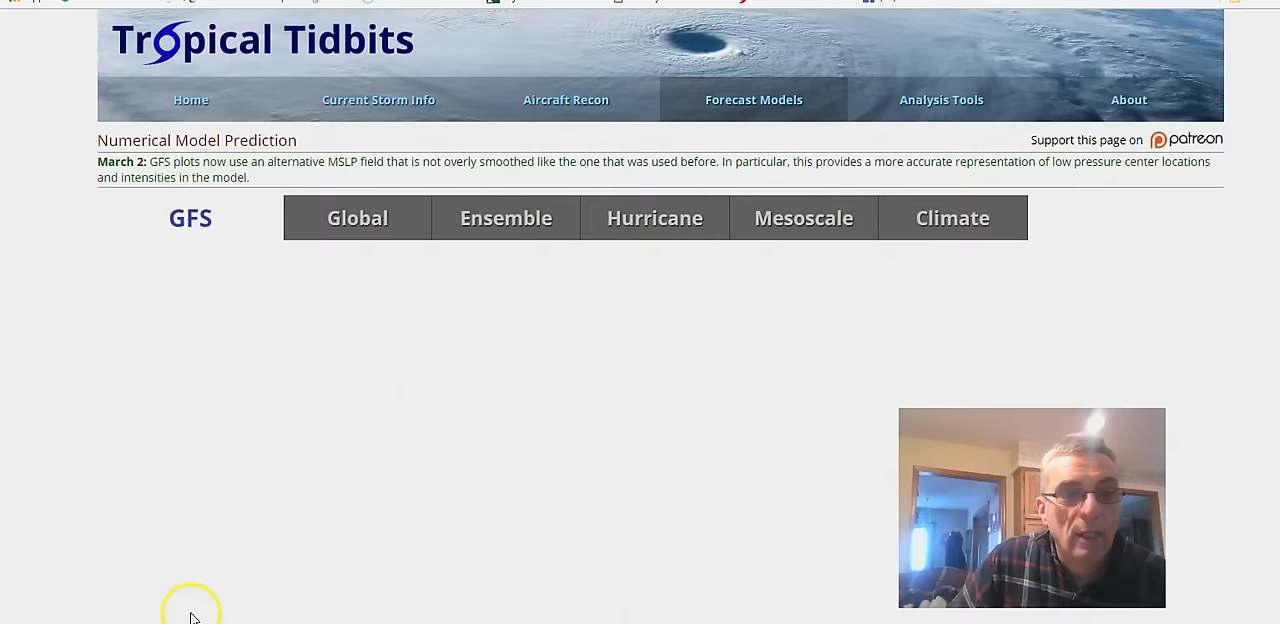 Tropical Tidbits
Home
Current Storm Info
Aircraft Recon
Forecast Models
Analysis Tools
About
Numerical Model Prediction
Support this page on patreon
March 2: GFS plots now use an alternative MSLP field that is not overly smoothed like the one that was used before. In particular, this provides a more accurate representation of low pressure center locations
and intensities in the model.
GFS
Global
Ensemble
Hurricane
Mesoscale
Climate